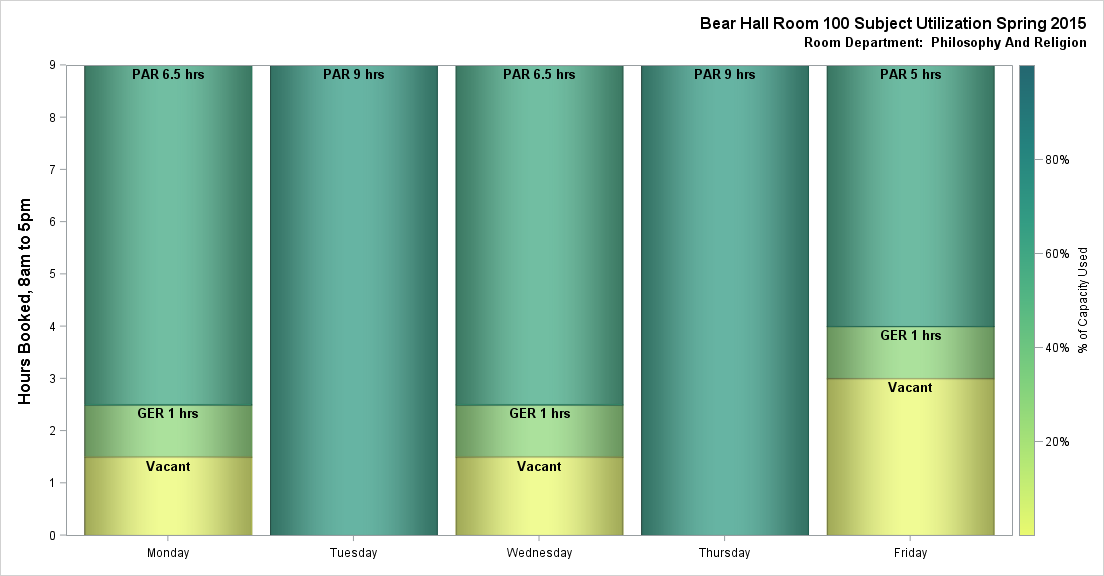 Bear Hall Room 100 Subject Utilization Spring 2015
Room Department:  Philosophy And Religion
Hours Booked, 8am to 5pm
9
8
7
6
5
4
3
2
1
0
PAR 6.5 hrs
GER 1 hrs
Vacant
PAR 9 hrs
PAR 6.5 hrs
GER 1 hrs
Vacant
PAR 9 hrs
PAR 5 hrs
GER 1 hrs
Vacant
Monday
Tuesday
Wednesday
Thursday
Friday
80%
60%
40%
20%
% of Capacity Used